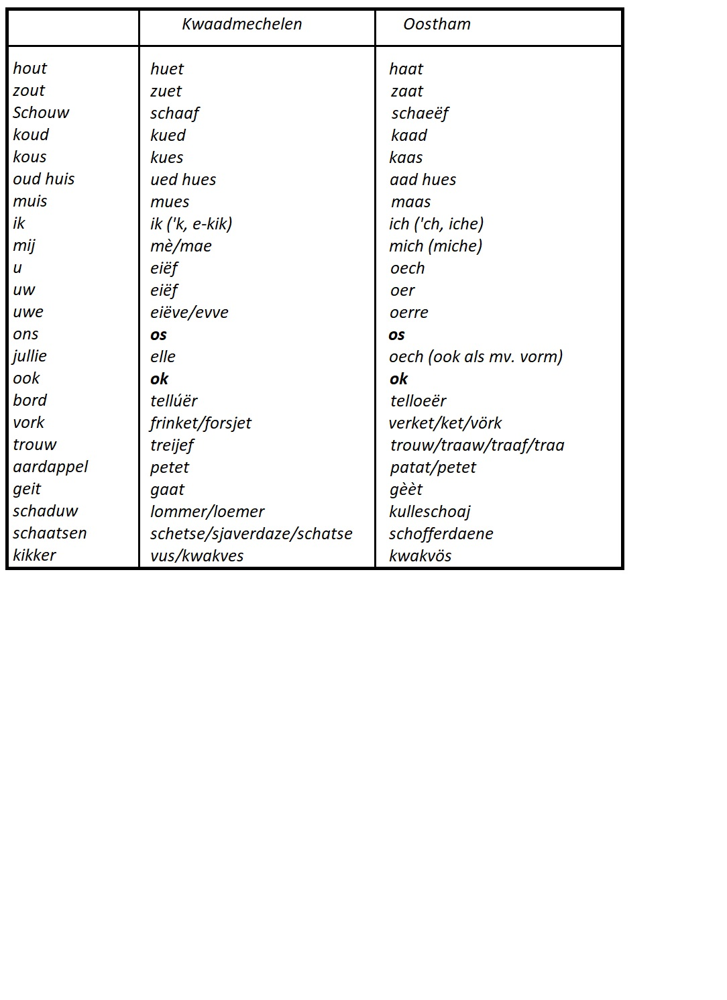 Kwaadmechelen Oostham
hout huet haat
zout zuet zaat
Schouw schaaf schaeëf
koud kued kaad
kous kues kaas
oud huis ued hues aad hues
muis mues maas
ik ik ('k, e-kik) ich ('ch, iche)
mij mè/mae mich (miche)
u eiëf oech
uw eiëf oer
uwe eiëve/evve oerre
ons os os
jullie elle oech (ook als mv. vorm)
ook ok ok
bord tellúër telloeër
vork frinket/forsjet verket/ket/vörk
trouw treijef trouw/traaw/traaf/traa
aardappel petet patat/petet
geit gaat gèèt
schaduw lommer/loemer kulleschoaj
schaatsen schetse/sjaverdaze/schatse schofferdaene
kikker vus/kwakves kwakvös